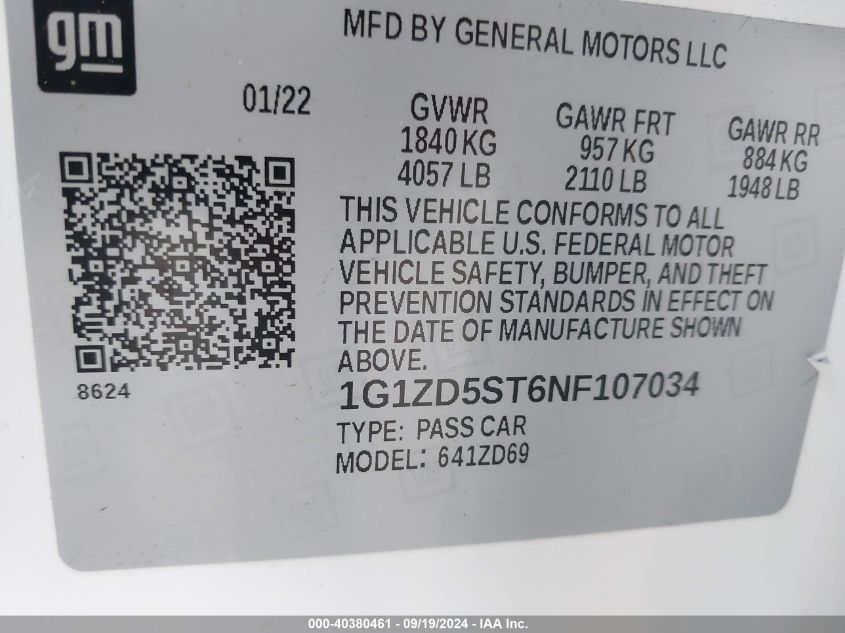 gm
MFD BY GENERAL MOTORS LLC
01/22
GVWR
1840 KG
4057 LB
GAWR FRT
957 KG
2110 LB
GAWR RR
884 KG
1948 LB
THIS VEHICLE CONFORMS TO ALL
APPLICABLE U.S. FEDERAL MOTOR
VEHICLE SAFETY, BUMPER, AND THEFT
PREVENTION STANDARDS IN EFFECT ON
THE DATE OF MANUFACTURE SHOWN
ABOVE.
8624
1G1ZD5ST6NF107034
TYPE: PASS CAR
MODEL: 641ZD69
000-40380461 - 09/19/2024 - IAA Inc.